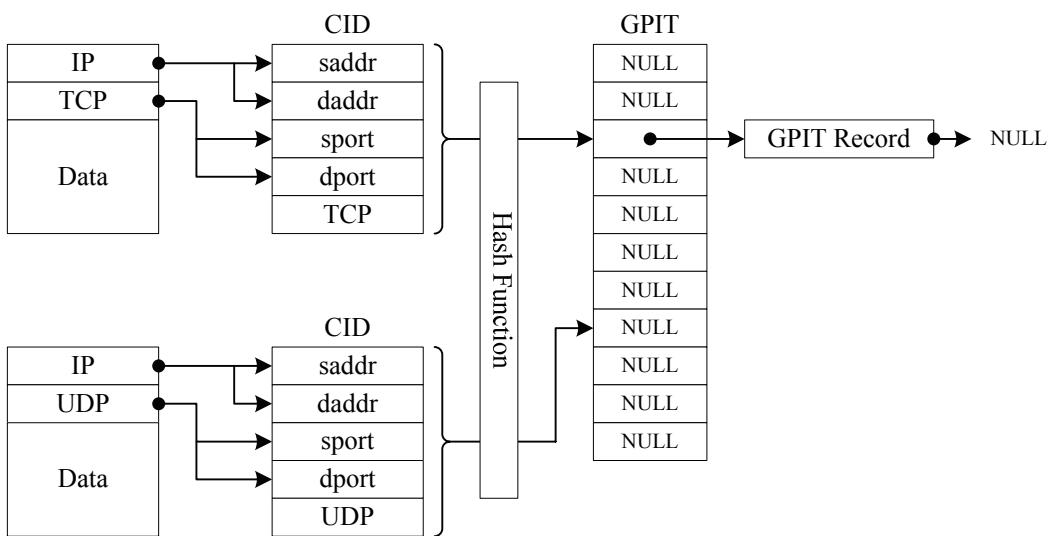 CID
GPIT
IP
saddr
NULL
TCP
daddr
NULL
sport
GPIT Record
NULL
Data
dport
NULL
TCP
NULL
Hash Function
NULL
NULL
CID
NULL
IP
saddr
NULL
UDP
daddr
NULL
sport
NULL
Data
dport
UDP